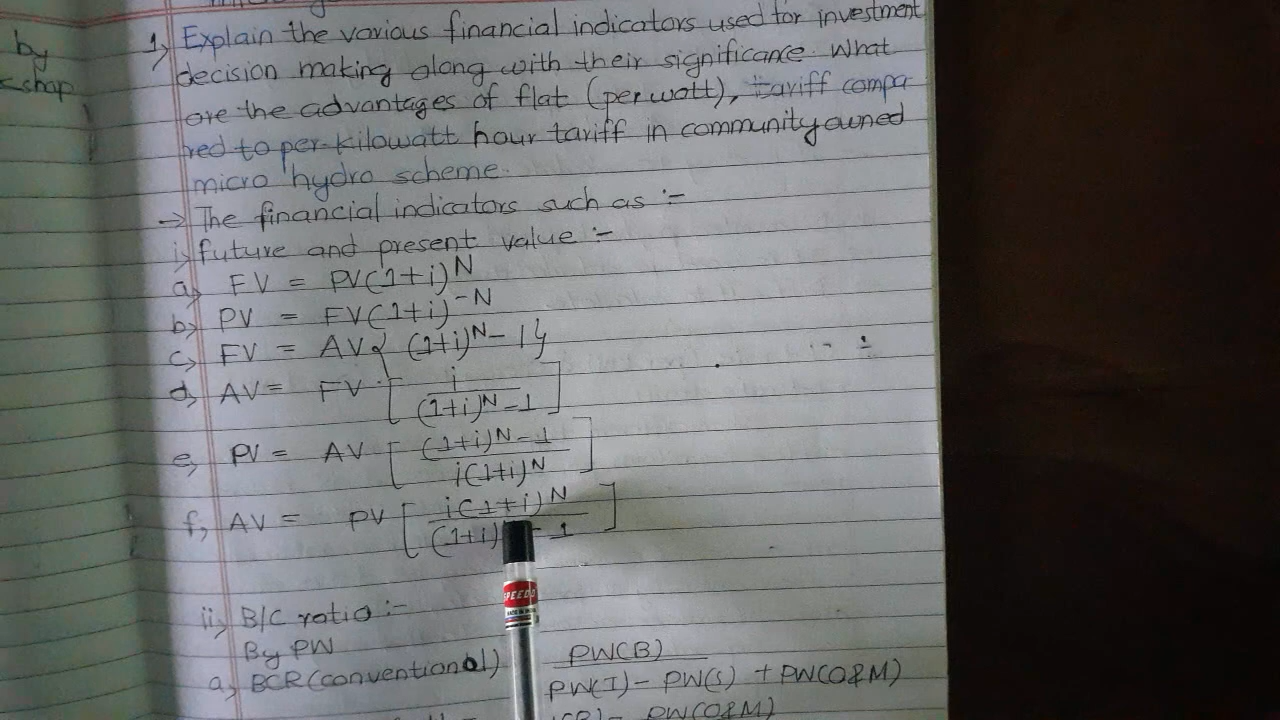 by
1) Explain the various financial indicators used for investment
decision making along with their significance. What
are the advantages of flat (per watt), tariff compa
red to per kilowatt hour tariff in community owned
micro hydro scheme.
→ The financial indicators such as :-
i) future and present value :-
a) FV = PV(1+i)^N
b) PV = FV(1+i)^-N
c) FV = AV{ (1+i)^N - 1}
d) AV = FV [ i / (1+i)^N - 1 ]
e) PV = AV [ (1+i)^N - 1 / i(1+i)^N ]
f) AV = PV [ i(1+i)^N / (1+i) - 1 ]
SPEEDO
ii) B/C ratio :-
By PW
a) BCR (conventional) PW(B) / PW(I) - PW(S) + PW(O&M)
PW(O&M)